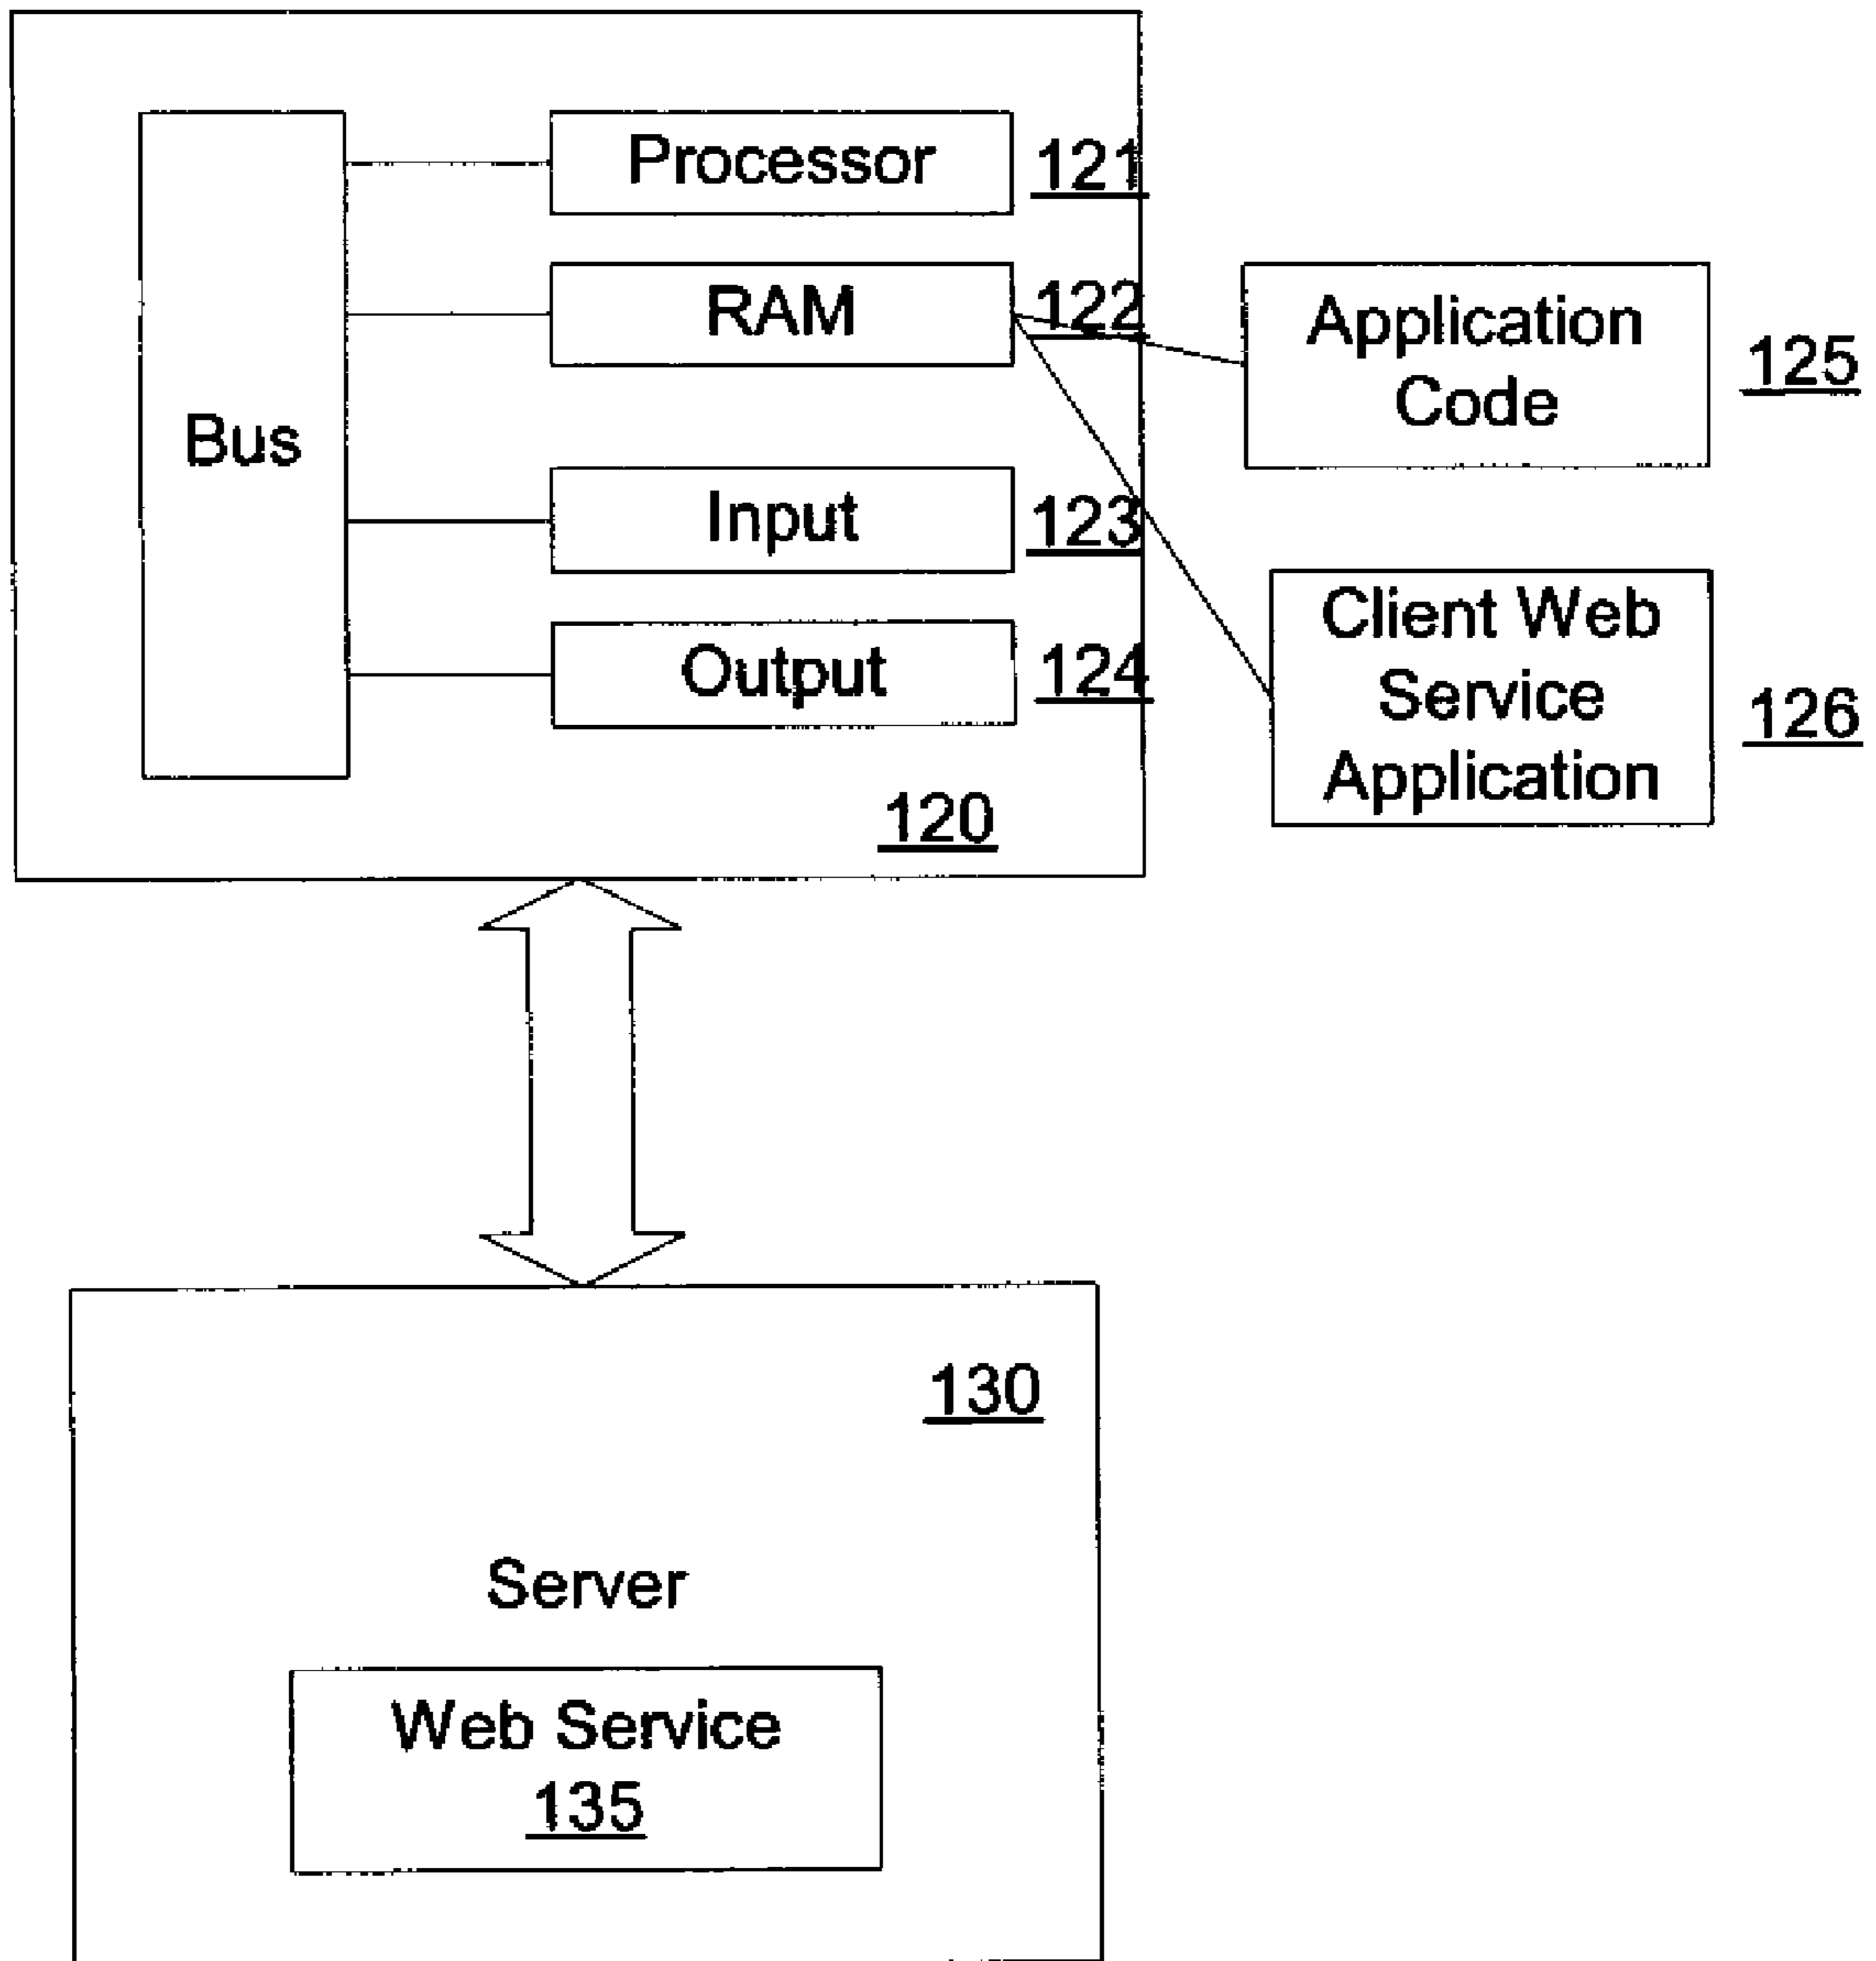 Processor
121
RAM
122
Application
Code
125
Bus
Input
123
Client Web
Service
Application
126
Output
124
120
130
Server
Web Service
135